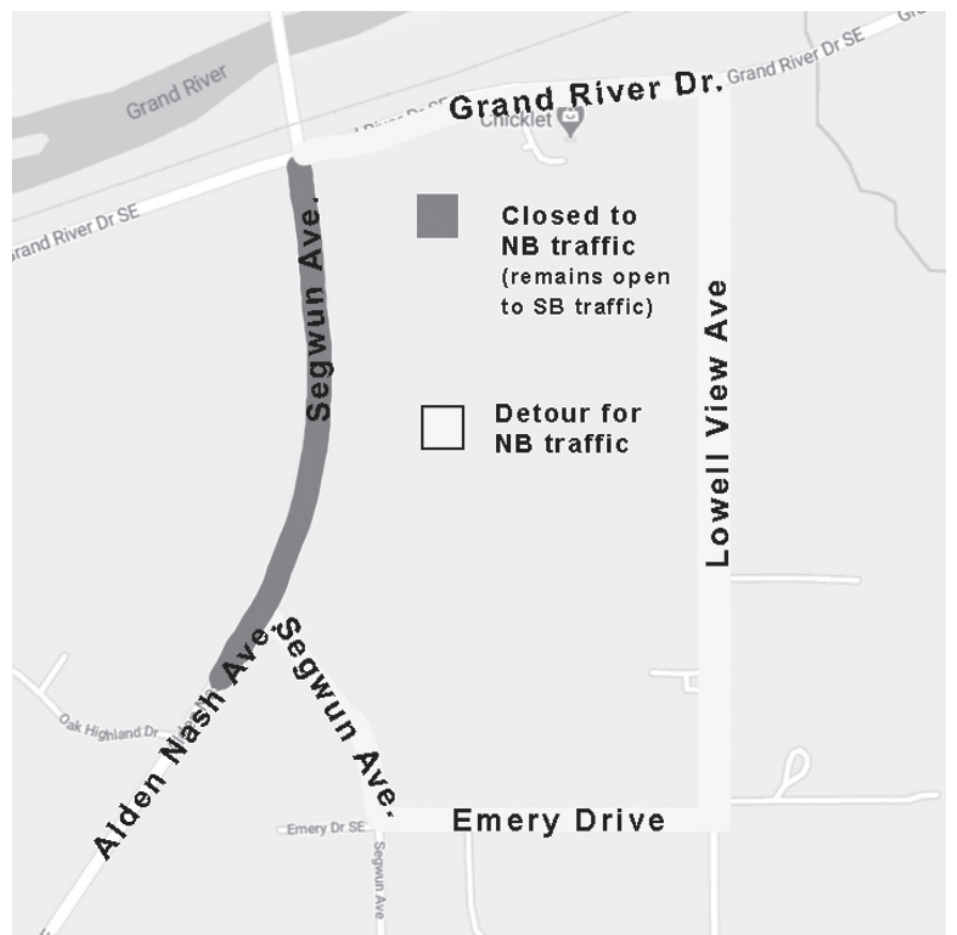 Grand River
Grand River Dr SE
Grand River Dr.
Chicklet
Grand River Dr SE
Segwun Ave.
Closed to
NB traffic
(remains open
to SB traffic)
Detour for
NB traffic
Lowell View Ave
Alden Nash Ave.
Segwun Ave.
Oak Highland Dr
Emery Dr SE
Emery Drive
Segwun Ave